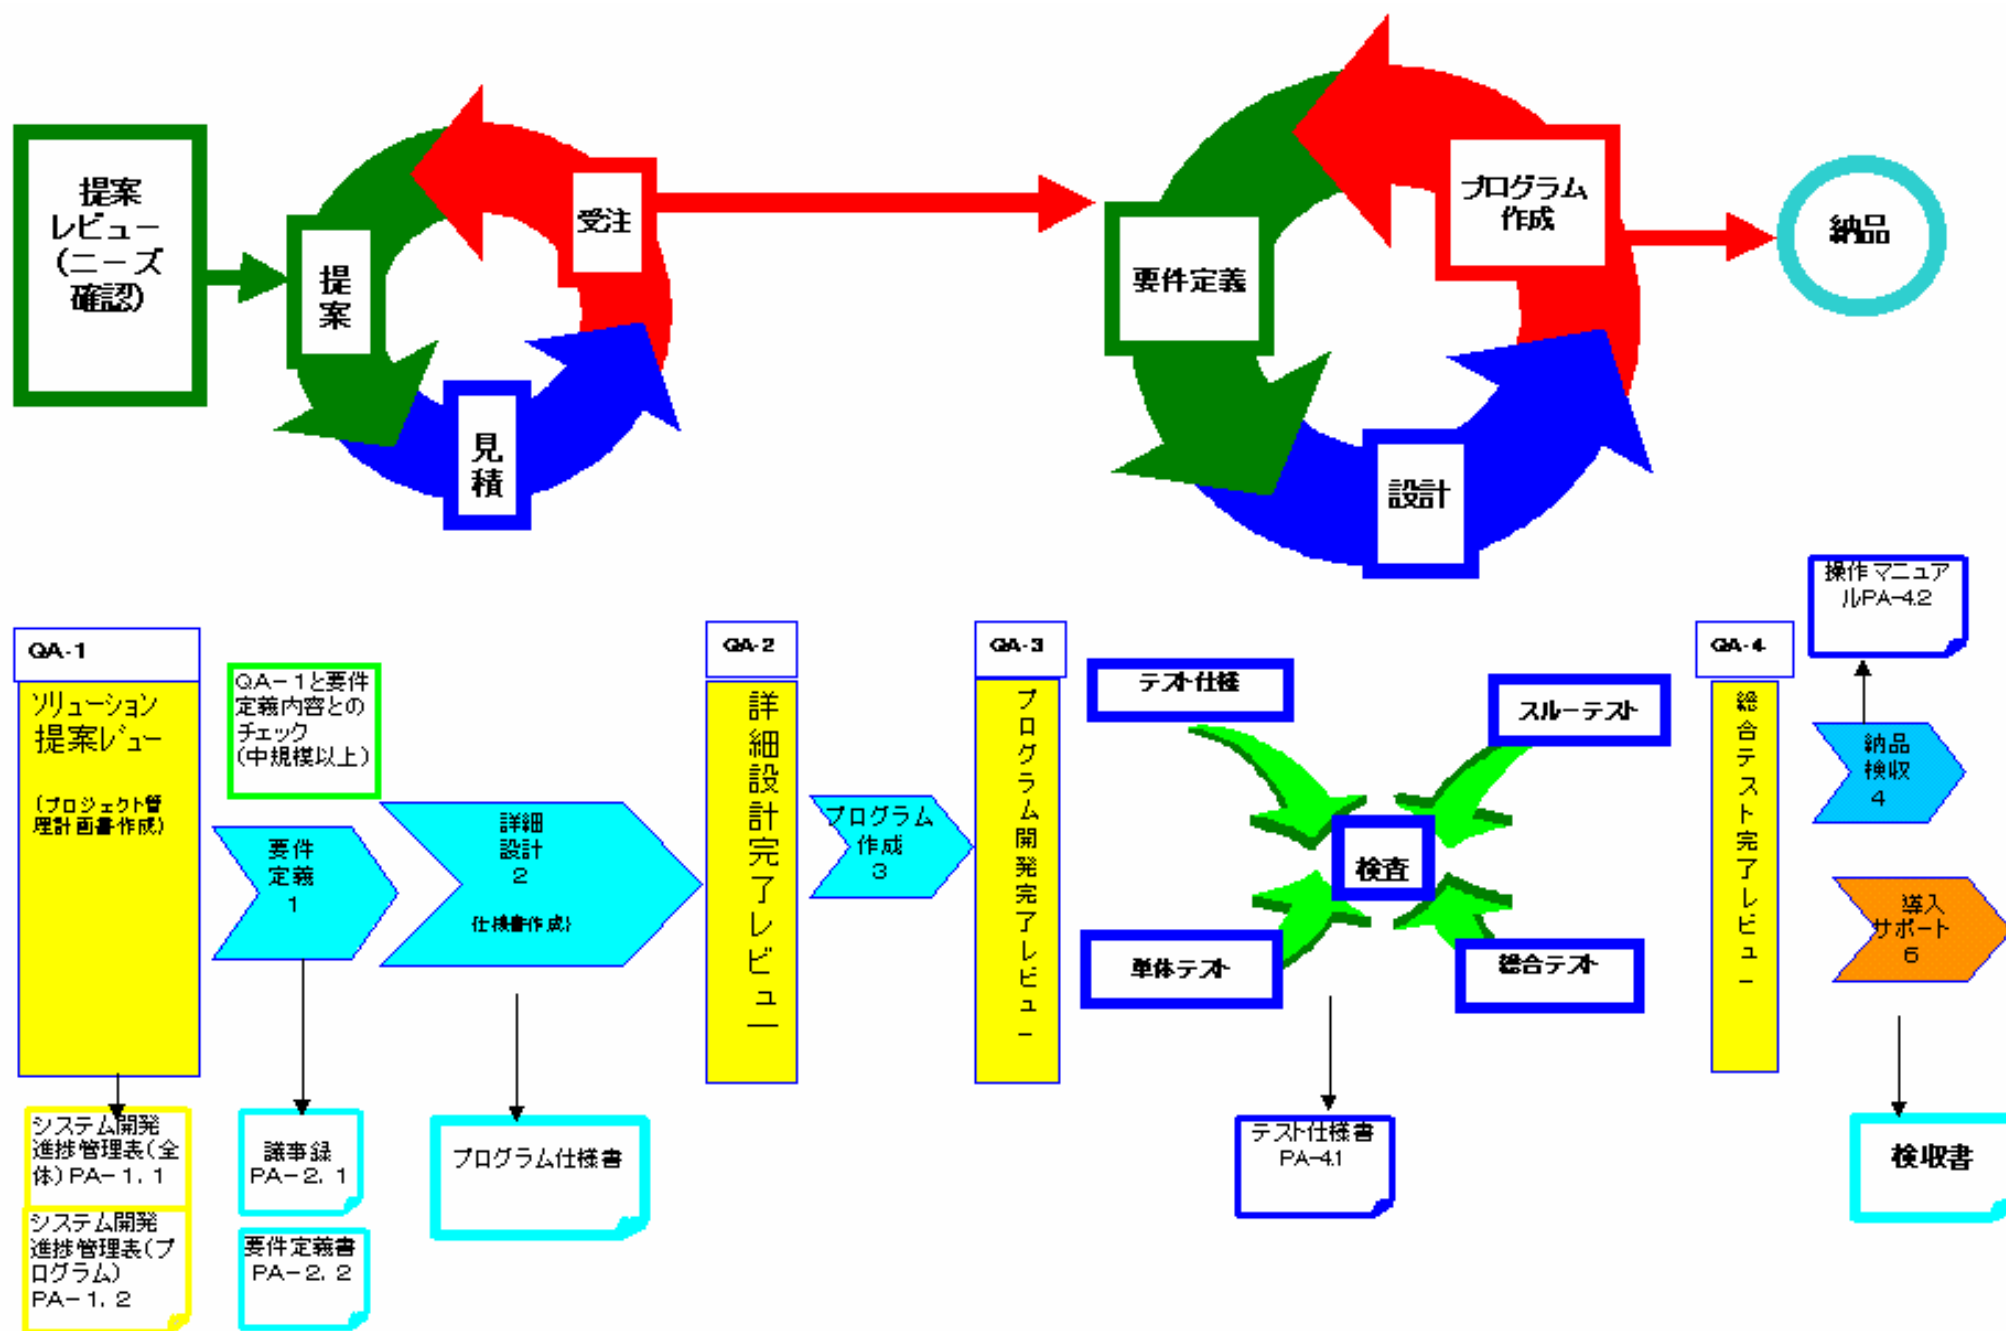 提案
レビュー
(ニーズ
確認)
提
案
見
積
受注
要件定義
設計
プログラム
作成
納品
操作マニュア
ルPA-4.2
QA-1
ソリューション
提案レビュー
(プロジェクト管
理計画書作成)
QA-1と要件
定義内容との
チェック
(中規模以上)
要件
定義
1
詳細
設計
2
(仕様書作成)
QA-2
詳細設計完了レビュー
プログラム
作成
3
QA-3
プログラム開発完了レビュー
テスト仕様
スルーテスト
検査
単体テスト
総合テスト
QA-4
総合テスト完了レビュー
納品
検収
4
導入
サポート
6
システム開発
進捗管理表(全
体)PA-1.1
システム開発
進捗管理表(プ
ログラム)
PA-1.2
議事録
PA-2.1
要件定義書
PA-2.2
プログラム仕様書
テスト仕様書
PA-4.1
検収書